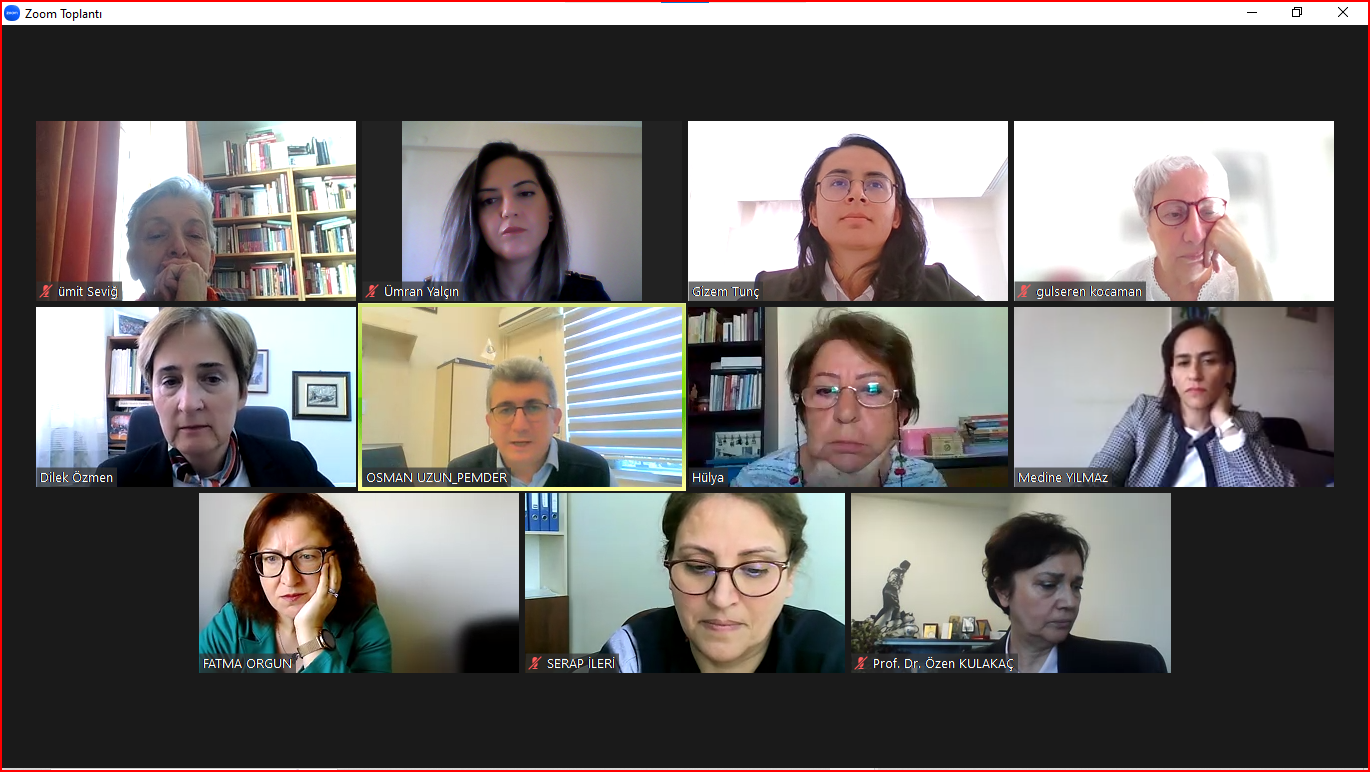 zoom
Zoom Toplantı
ümit Seviğ
Ümran Yalçın
Gizem Tunç
gulseren kocaman
Dilek Özmen
OSMAN UZUN_PEMDER
Hülya
Medine YILMAz
FATMA ORGUN
SERAP İLERİ
Prof. Dr. Özen KULAKAÇ